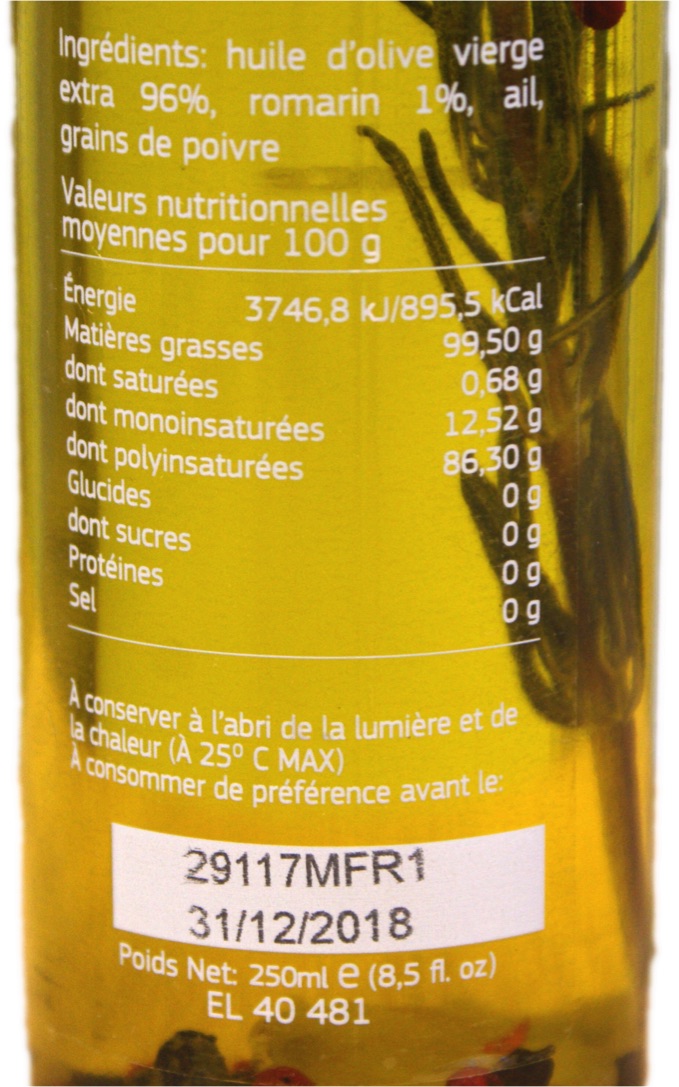 Ingrédients: huile d'olive vierge
extra 96%, romarin 1%, ail,
grains de poivre
Valeurs nutritionnelles
moyennes pour 100 g
Énergie 3746,8 kJ/895,5 kCal
Matières grasses 99,50 g
dont saturées 0,68 g
dont monoinsaturées 12,52 g
dont polyinsaturées 86,30 g
Glucides 0 g
dont sucres 0 g
Protéines 0 g
Sel 0 g
À conserver à l'abri de la lumière et de
la chaleur (À 25º C MAX)
À consommer de préférence avant le:
29117MFR1
31/12/2018
Poids Net: 250ml e (8,5 fl. oz)
EL 40 481